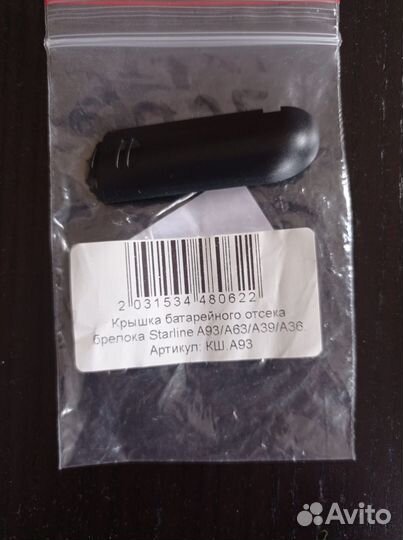 2 031534 480622
Крышка батарейного отсека
брелока Starline A93/A63/A39/A36.
Артикул: КШ.А93
Avito